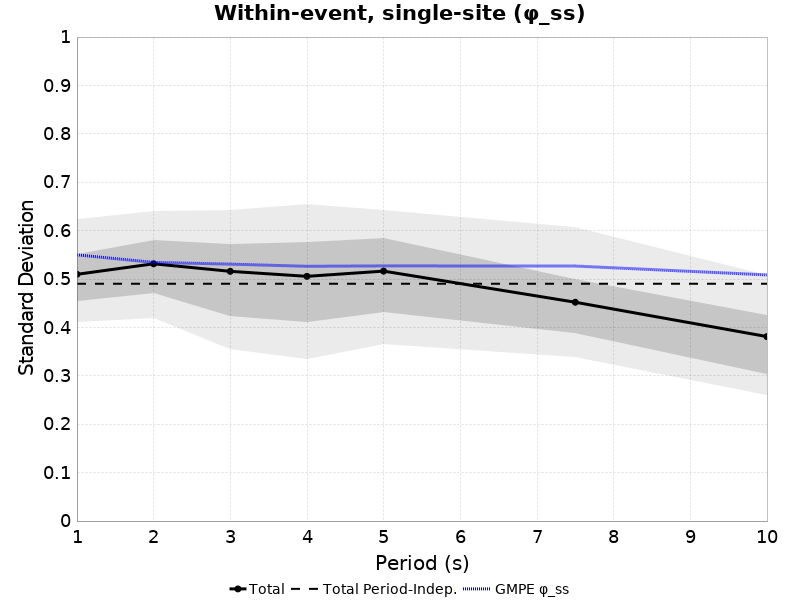 Within-event, single-site (φ_ss)
1
0.9
0.8
0.7
0.6
0.5
0.4
0.3
0.2
0.1
0
Standard Deviation
1 2 3 4 5 6 7 8 9 10
Period (s)
Total Total Period-Indep. GMPE φ_ss